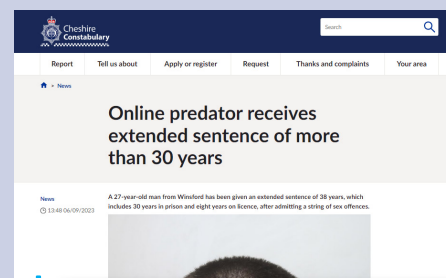 Cheshire
Constabulary
Search
Report Tell us about Apply or register Request Thanks and complaints Your area
> News
Online predator receives
extended sentence of more
than 30 years
News
13:48 06/09/2023
A 27-year-old man from Winsford has been given an extended sentence of 38 years, which
includes 30 years in prison and eight years on licence, after admitting a string of sex offences.